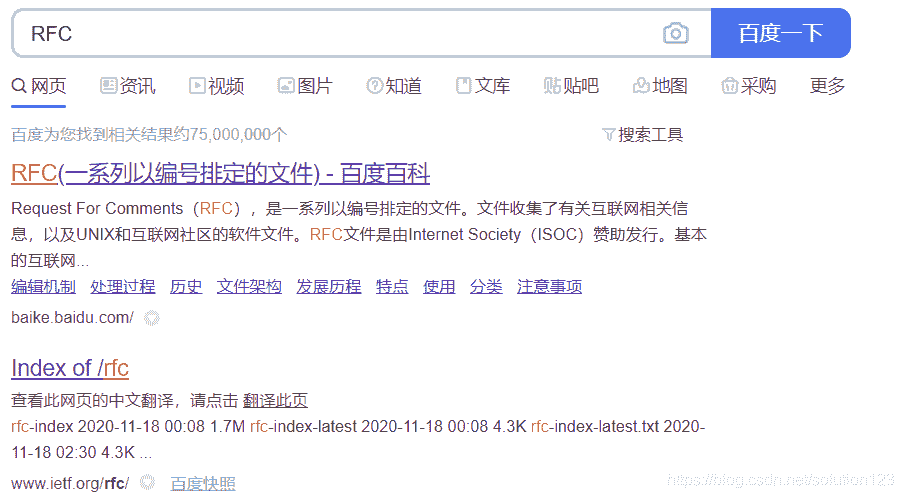 RFC 百度一下
网页 资讯 视频 图片 知道 文库 贴吧 地图 采购 更多
百度为您找到相关结果约75,000,000个 搜索工具
RFC(一系列以编号排定的文件) - 百度百科
Request For Comments（RFC），是一系列以编号排定的文件。文件收集了有关互联网相关信
息，以及UNIX和互联网社区的软件文件。RFC文件是由Internet Society（ISOC）赞助发行。基本
的互联网...
编辑机制 处理过程 历史 文件架构 发展历程 特点 使用 分类 注意事项
baike.baidu.com/
Index of /rfc
查看此网页的中文翻译，请点击 翻译此页
rfc-index 2020-11-18 00:08 1.7M rfc-index-latest 2020-11-18 00:08 4.3K rfc-index-latest.txt 2020-
11-18 02:30 4.3K ...
www.ietf.org/rfc/ 百度快照
https://blog.csdn.net/solution123